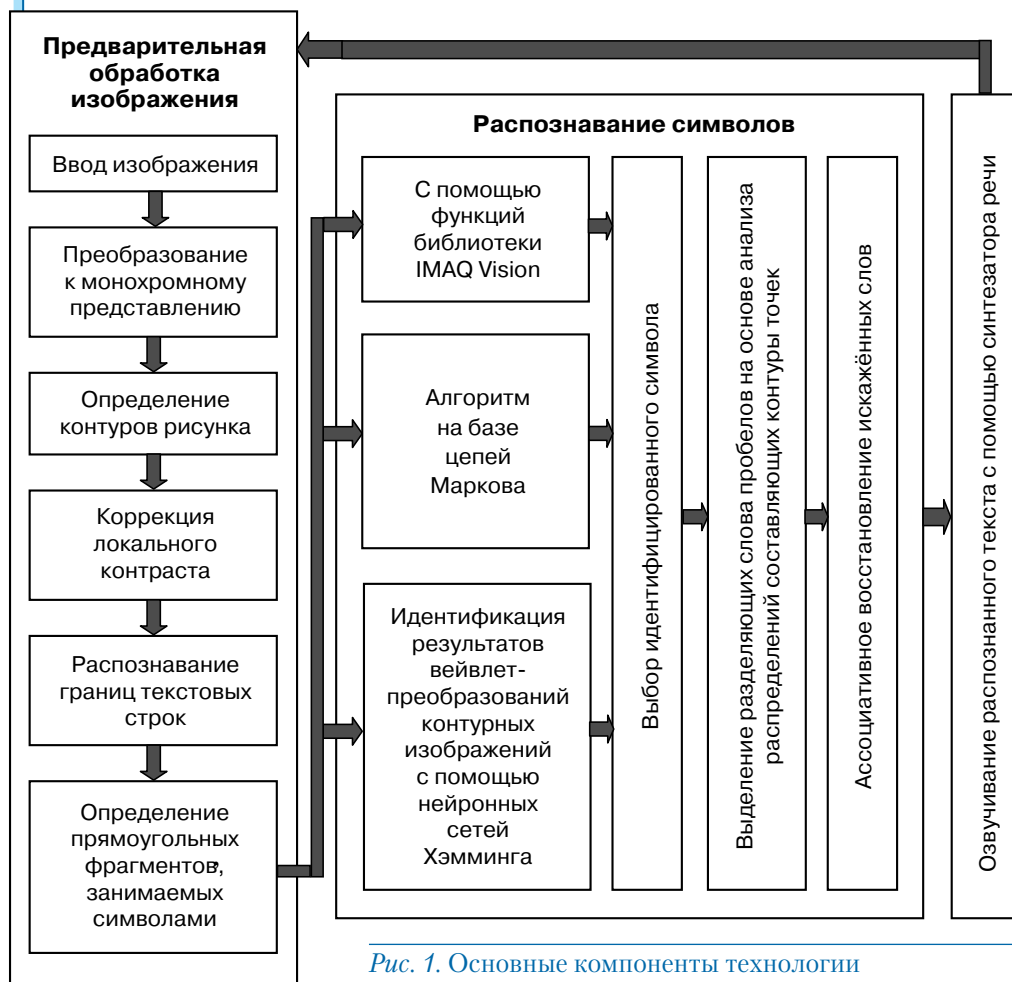 Предварительная
обработка
изображения
Ввод изображения
Преобразование
к монохромному
представлению
Определение
контуров рисунка
Коррекция
локального
контраста
Распознавание
границ текстовых
строк
Определение
прямоугольных
фрагментов,
занимаемых
символами
Распознавание символов
С помощью
функций
библиотеки
IMAQ Vision
Алгоритм
на базе
цепей
Маркова
Идентификация
результатов
вейвлет-
преобразований
контурных
изображений
с помощью
нейронных
сетей
Хэмминга
Выбор идентифицированного символа
Выделение разделяющих слова пробелов на основе анализа
распределений составляющих контуры точек
Ассоциативное восстановление искажённых слов
Озвучивание распознанного текста с помощью синтезатора речи
Рис. 1. Основные компоненты технологии